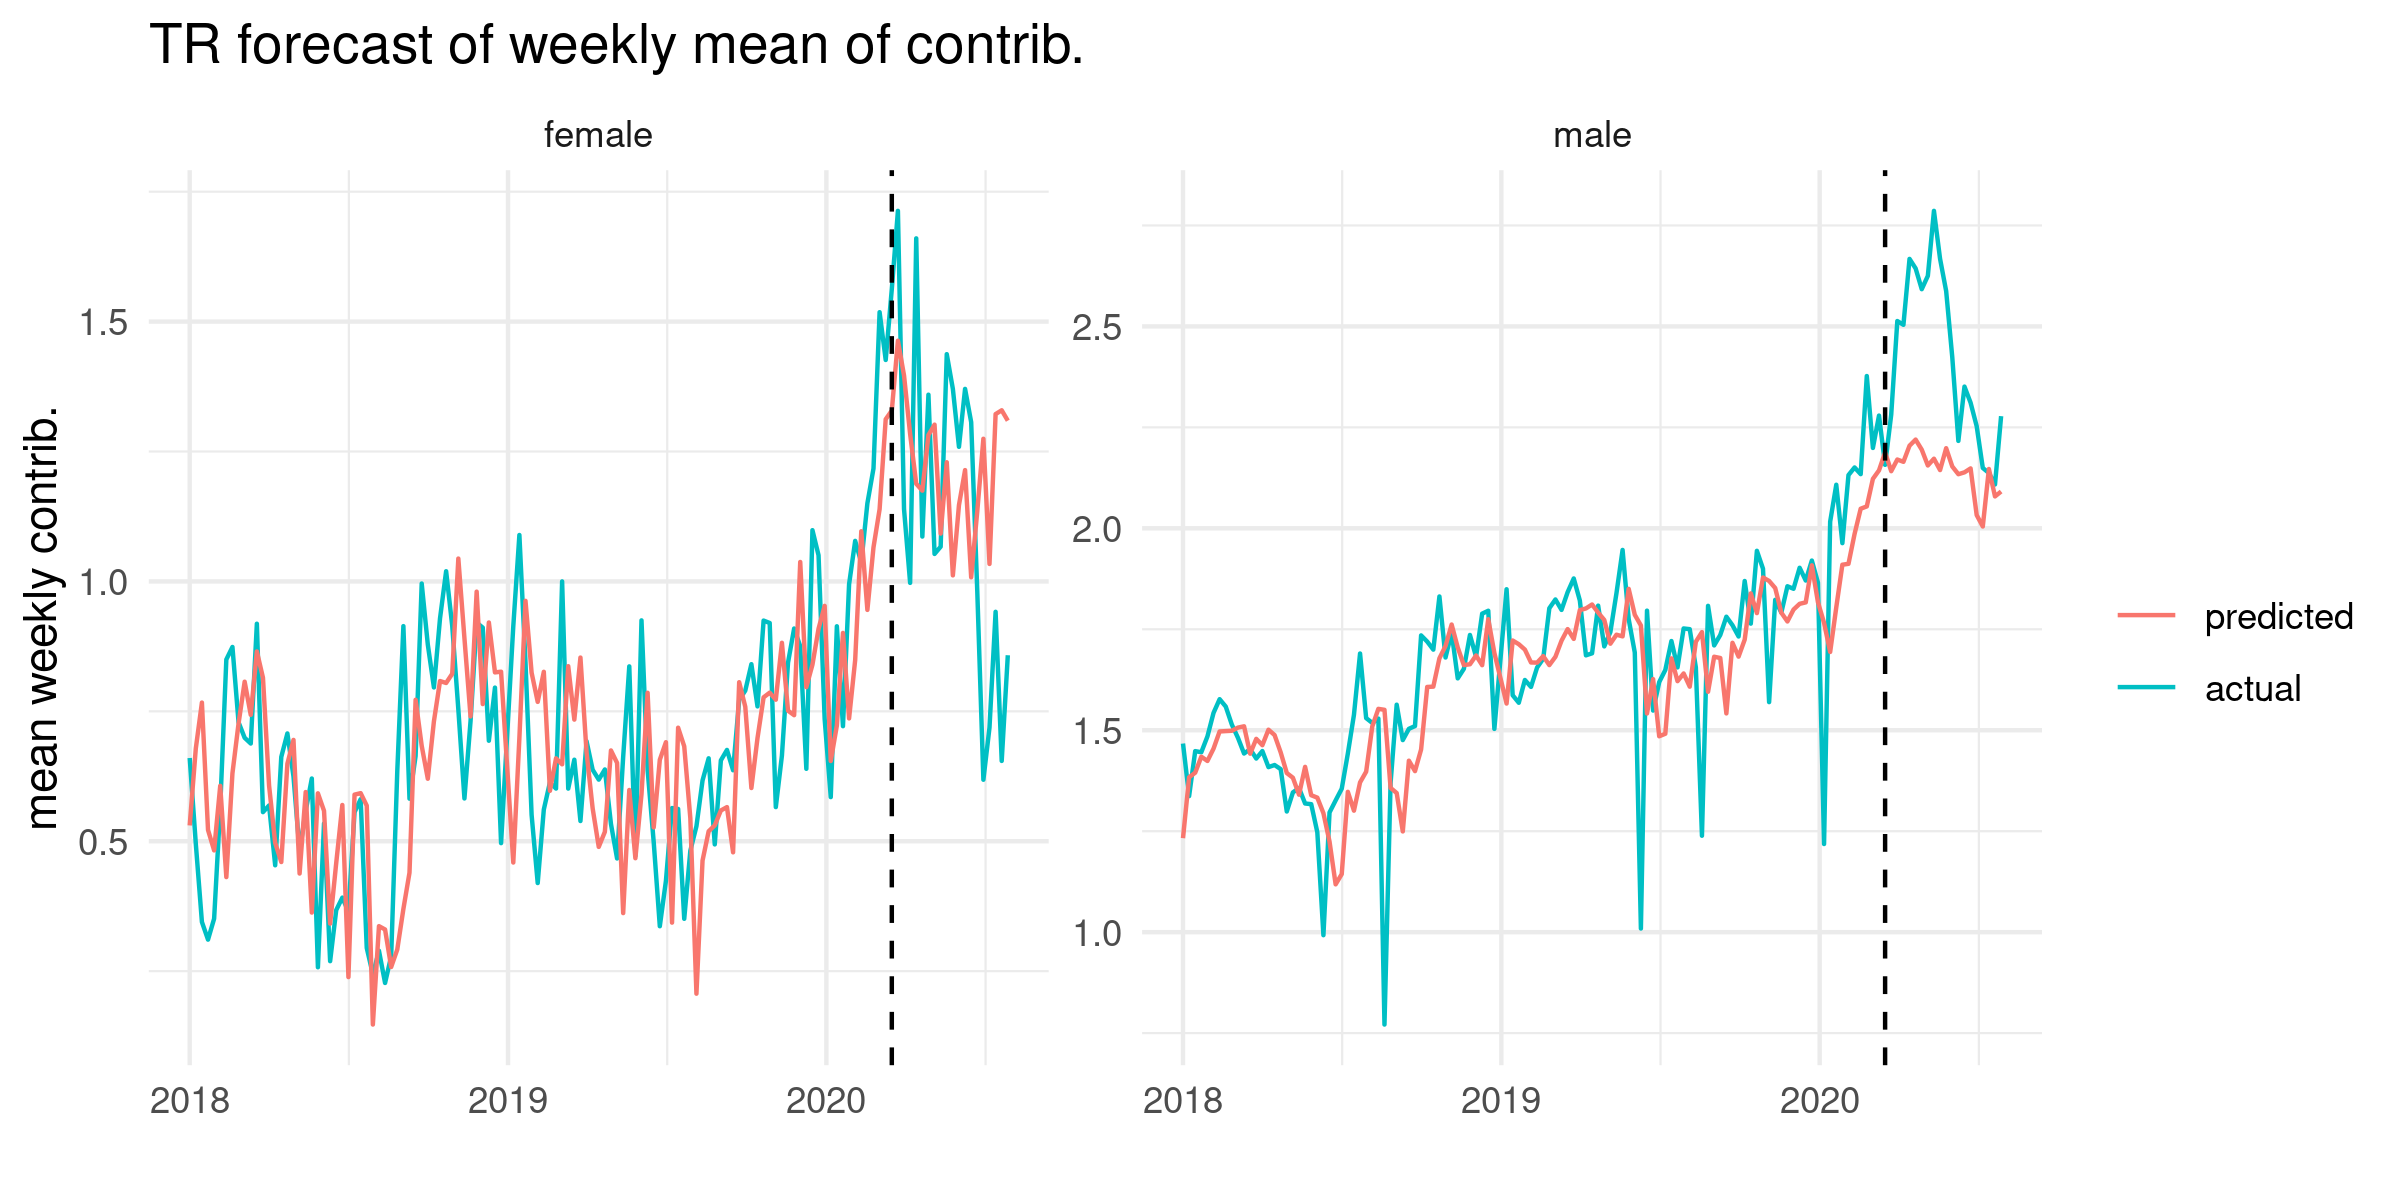 TR forecast of weekly mean of contrib.
female
male
mean weekly contrib.
1.5
1.0
0.5
2.5
2.0
1.5
1.0
2018
2019
2020
2018
2019
2020
predicted
actual